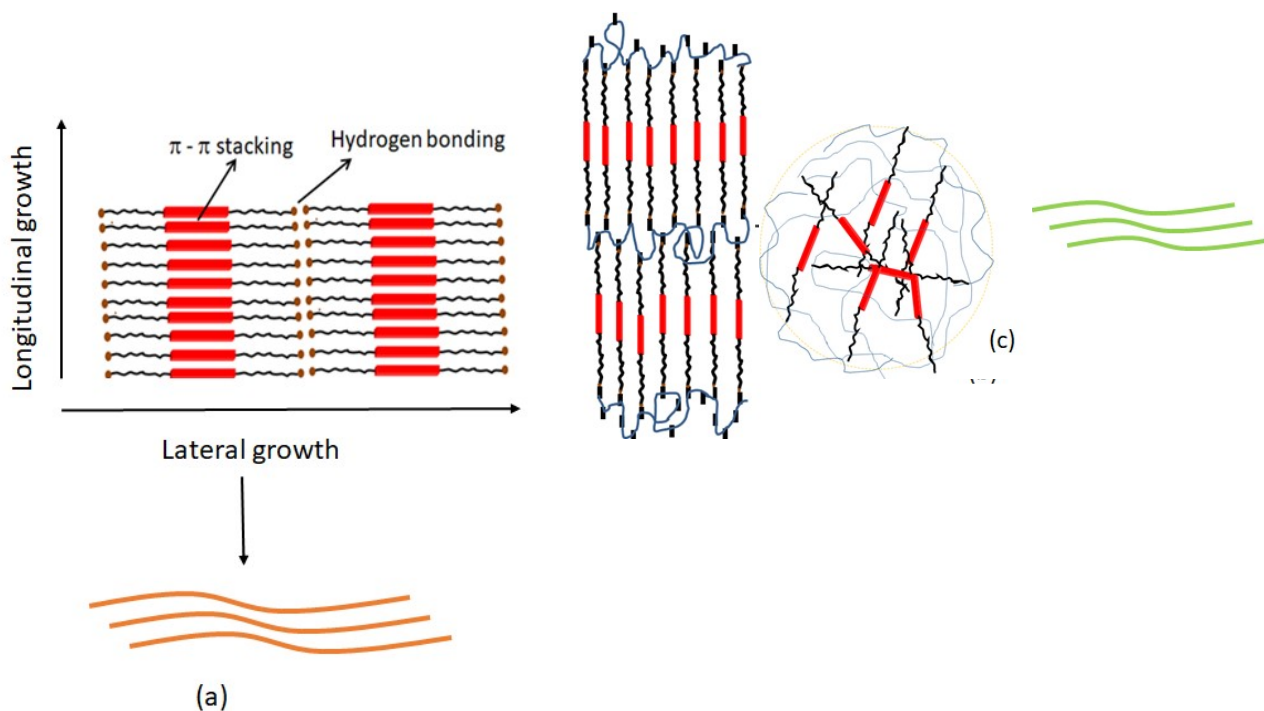 π - π stacking
Hydrogen bonding
Longitudinal growth
Lateral growth
(a)
(c)